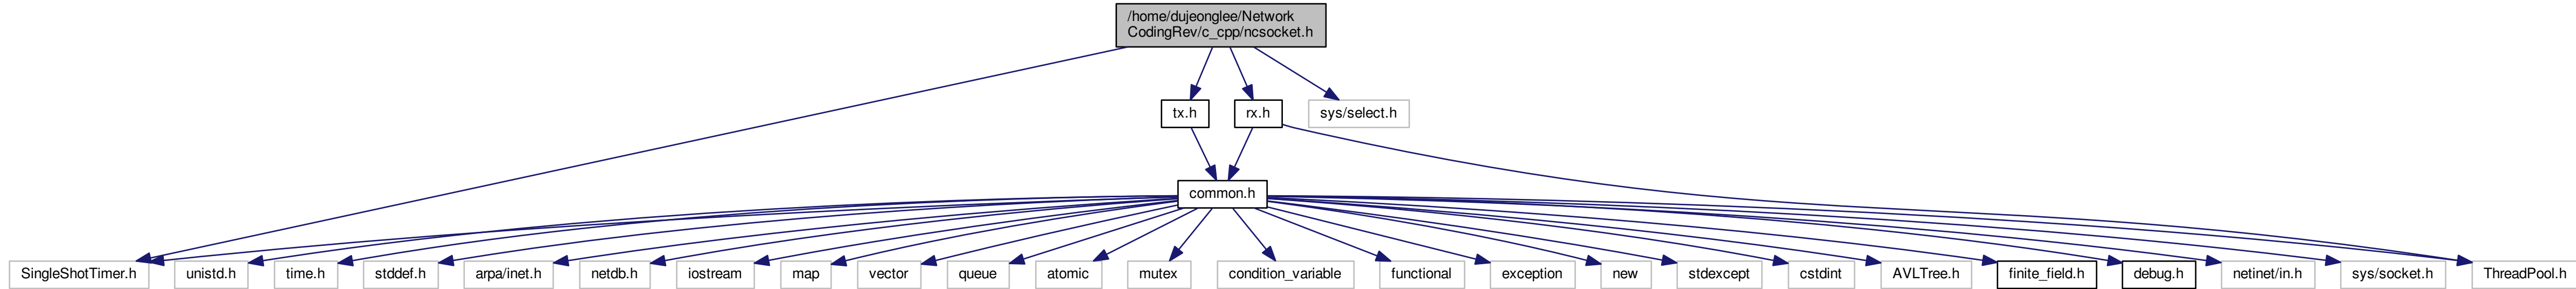 /home/dujeonglee/Network
CodingRev/c_cpp/ncsocket.h
tx.h
rx.h
sys/select.h
common.h
SingleShotTimer.h
unistd.h
time.h
stddef.h
arpa/inet.h
netdb.h
iostream
map
vector
queue
atomic
mutex
condition_variable
functional
exception
new
stdexcept
cstdint
AVLTree.h
finite_field.h
debug.h
netinet/in.h
sys/socket.h
ThreadPool.h